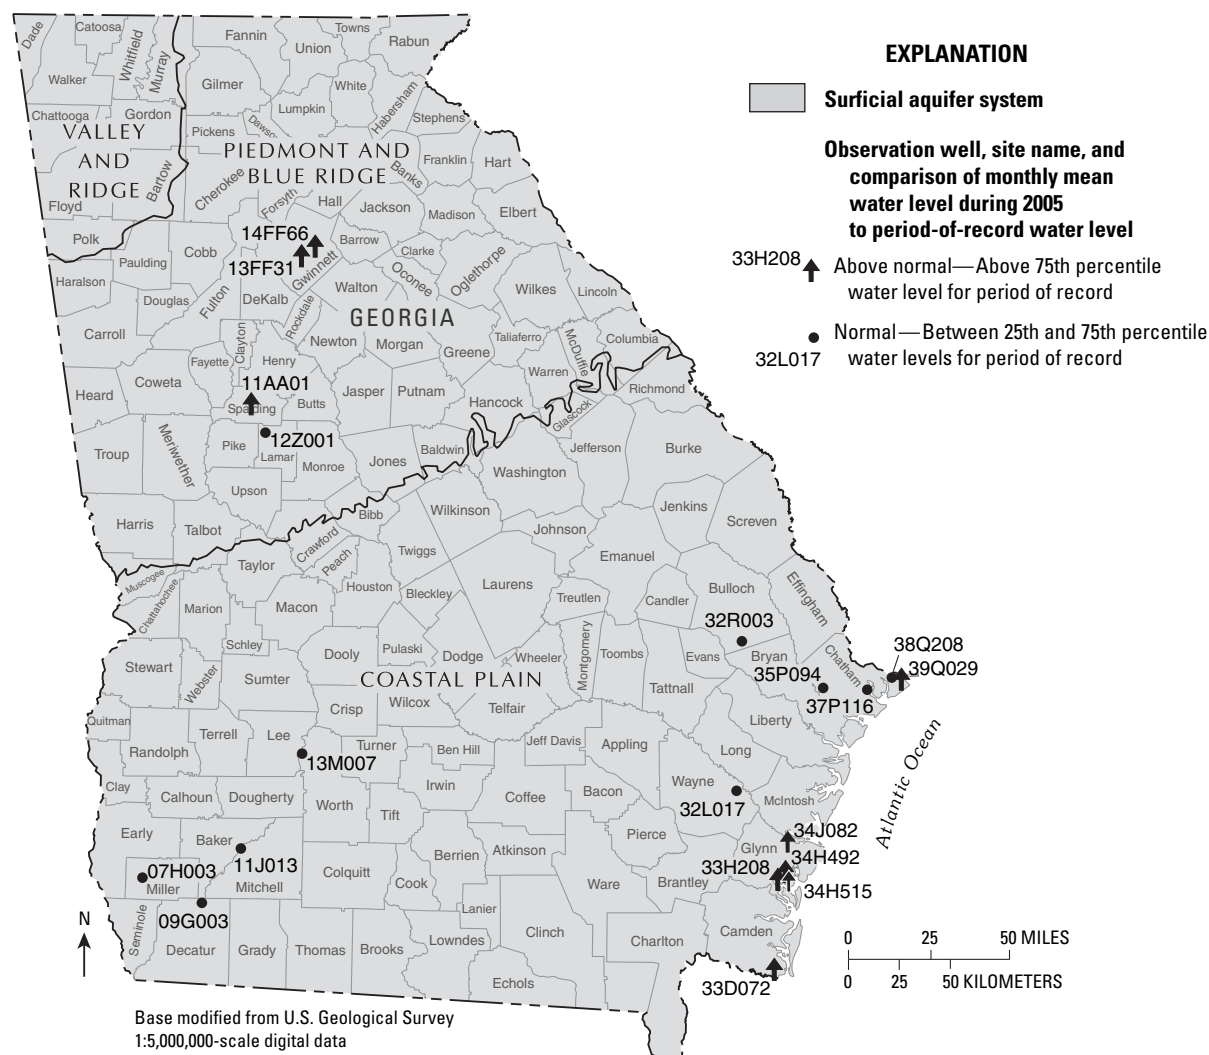 EXPLANATION
Surficial aquifer system
Observation well, site name, and
comparison of monthly mean
water level during 2005
to period-of-record water level
33H208
Above normal—Above 75th percentile
water level for period of record
Normal—Between 25th and 75th percentile
32L017
water levels for period of record
Dade
Catoosa
Whitfield
Murray
Fannin
Towns
Union
Rabun
Walker
Gilmer
White
Lumpkin
Habersham
Chattooga
Gordon
Pickens
Dawso
Stephens
VALLEY
AND
RIDGE
PIEDMONT AND
BLUE RIDGE
Bartow
Cherokee
Forsyth
Hall
Banks
Franklin
Hart
Floyd
Jackson
Madison
Elbert
Polk
14FF66
Cobb
13FF31
Gwinnett
Barrow
Clarke
Oconee
Oglethorpe
Paulding
Haralson
Douglas
Fulton
DeKalb
Rockdale
Walton
Wilkes
Lincoln
GEORGIA
Carroll
Clayton
Newton
Morgan
Greene
Taliaferro
McDuffie
Columbia
Fayette
Henry
Warren
Coweta
11AA01
Heard
Spalding
Butts
Jasper
Putnam
Hancock
Glascock
Richmond
Troup
Meriwether
Pike
12Z001
Lamar
Monroe
Jones
Baldwin
Washington
Jefferson
Burke
Upson
Harris
Talbot
Bibb
Wilkinson
Jenkins
Screven
Crawford
Peach
Twiggs
Johnson
Emanuel
Taylor
Muscogee
Chattahochee
Marion
Macon
Houston
Bleckley
Laurens
Treutlen
Candler
Bulloch
Effingham
32R003
Schley
Dooly
Pulaski
Dodge
Wheeler
Montgomery
Toombs
Evans
Bryan
Chatham
38Q208
39Q029
Stewart
Webster
Sumter
COASTAL PLAIN
Tattnall
35P094
37P116
Crisp
Wilcox
Telfair
Liberty
Quitman
Terrell
Lee
Turner
Ben Hill
Jeff Davis
Appling
Long
Randolph
13M007
Atlantic Ocean
Clay
Calhoun
Dougherty
Worth
Tift
Irwin
Coffee
Bacon
Wayne
32L017
McIntosh
Early
Baker
11J013
Pierce
Glynn
34J082
Berrien
Atkinson
34H492
07H003
Miller
Mitchell
Colquitt
Cook
Ware
Brantley
33H208
34H515
09G003
Lanier
N
Seminole
Decatur
Grady
Thomas
Brooks
Lowndes
Clinch
Charlton
Camden
Echols
33D072
0 25 50 MILES
0 25 50 KILOMETERS
Base modified from U.S. Geological Survey
1:5,000,000-scale digital data